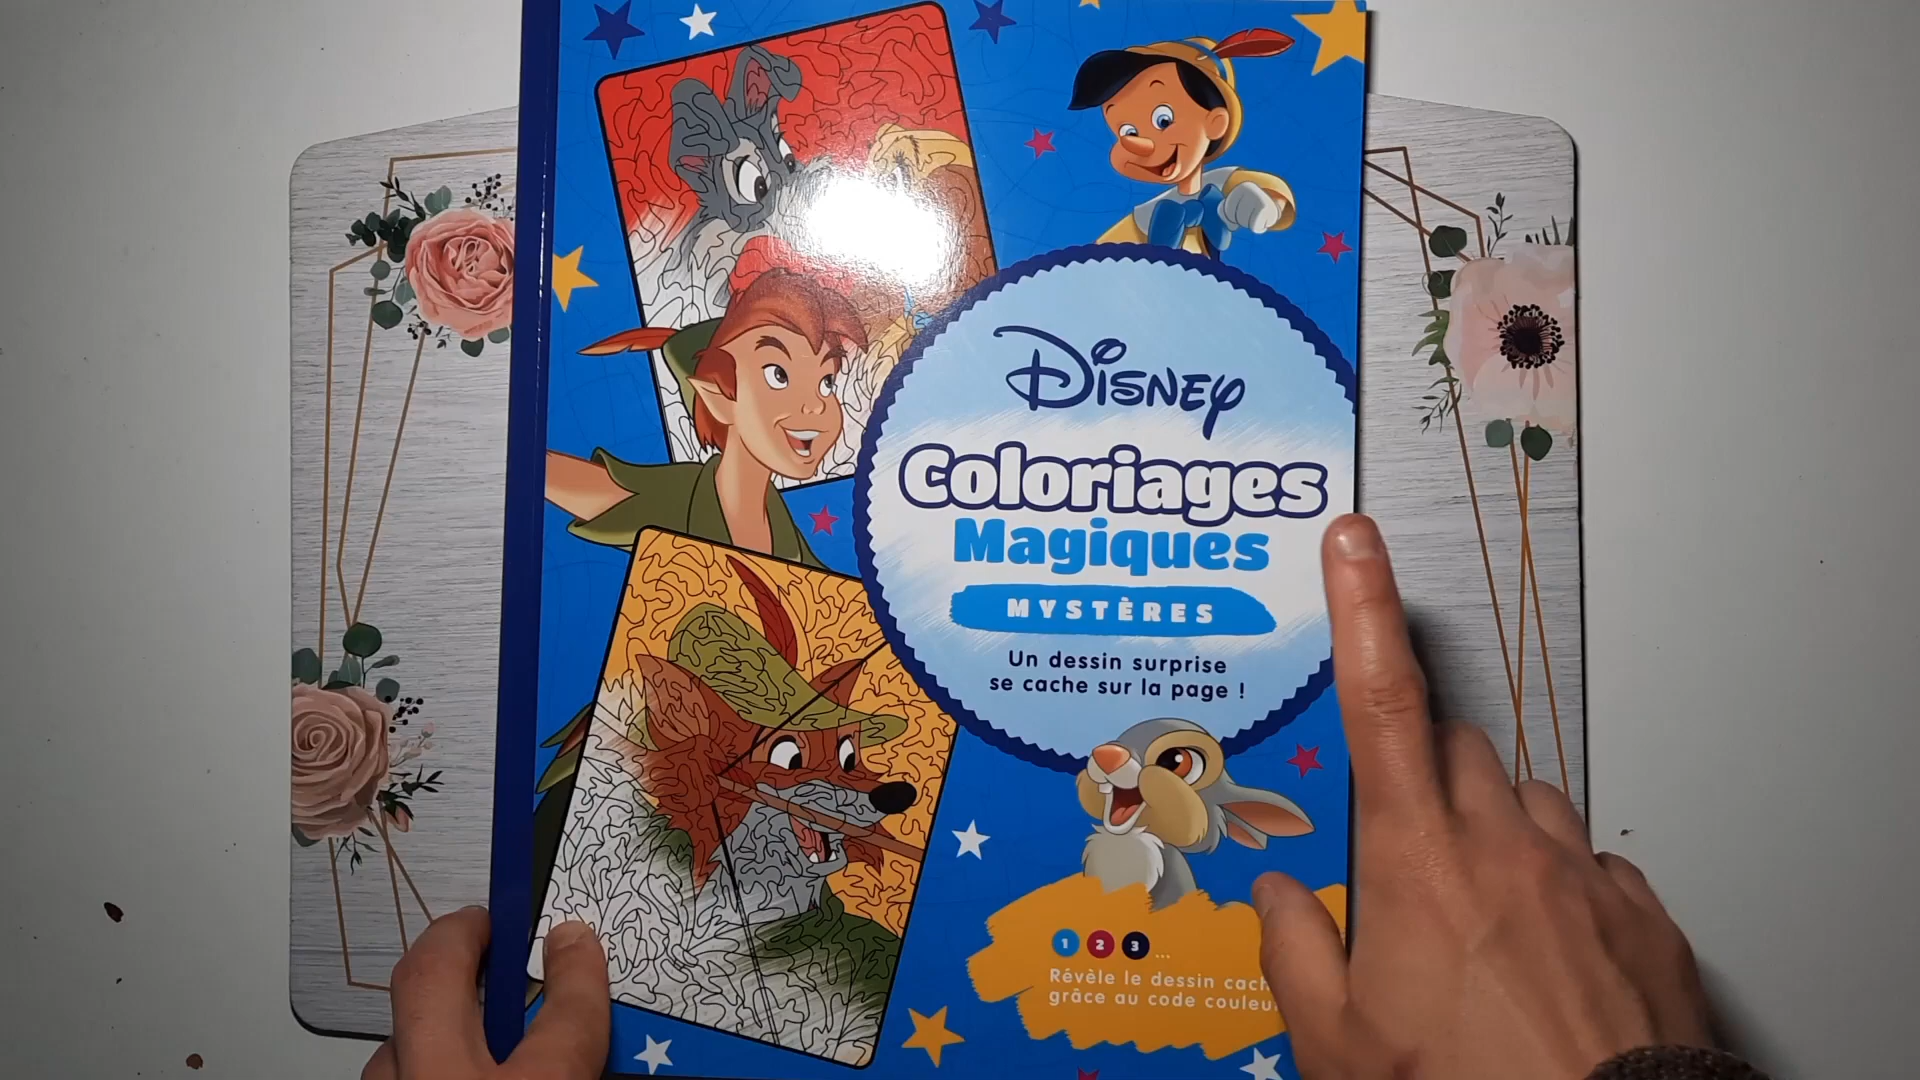 Disney
Coloriages
Magiques
MYSTÈRES
Un dessin surprise
se cache sur la page !
1 2 3 ...
Révèle le dessin
grâce au code